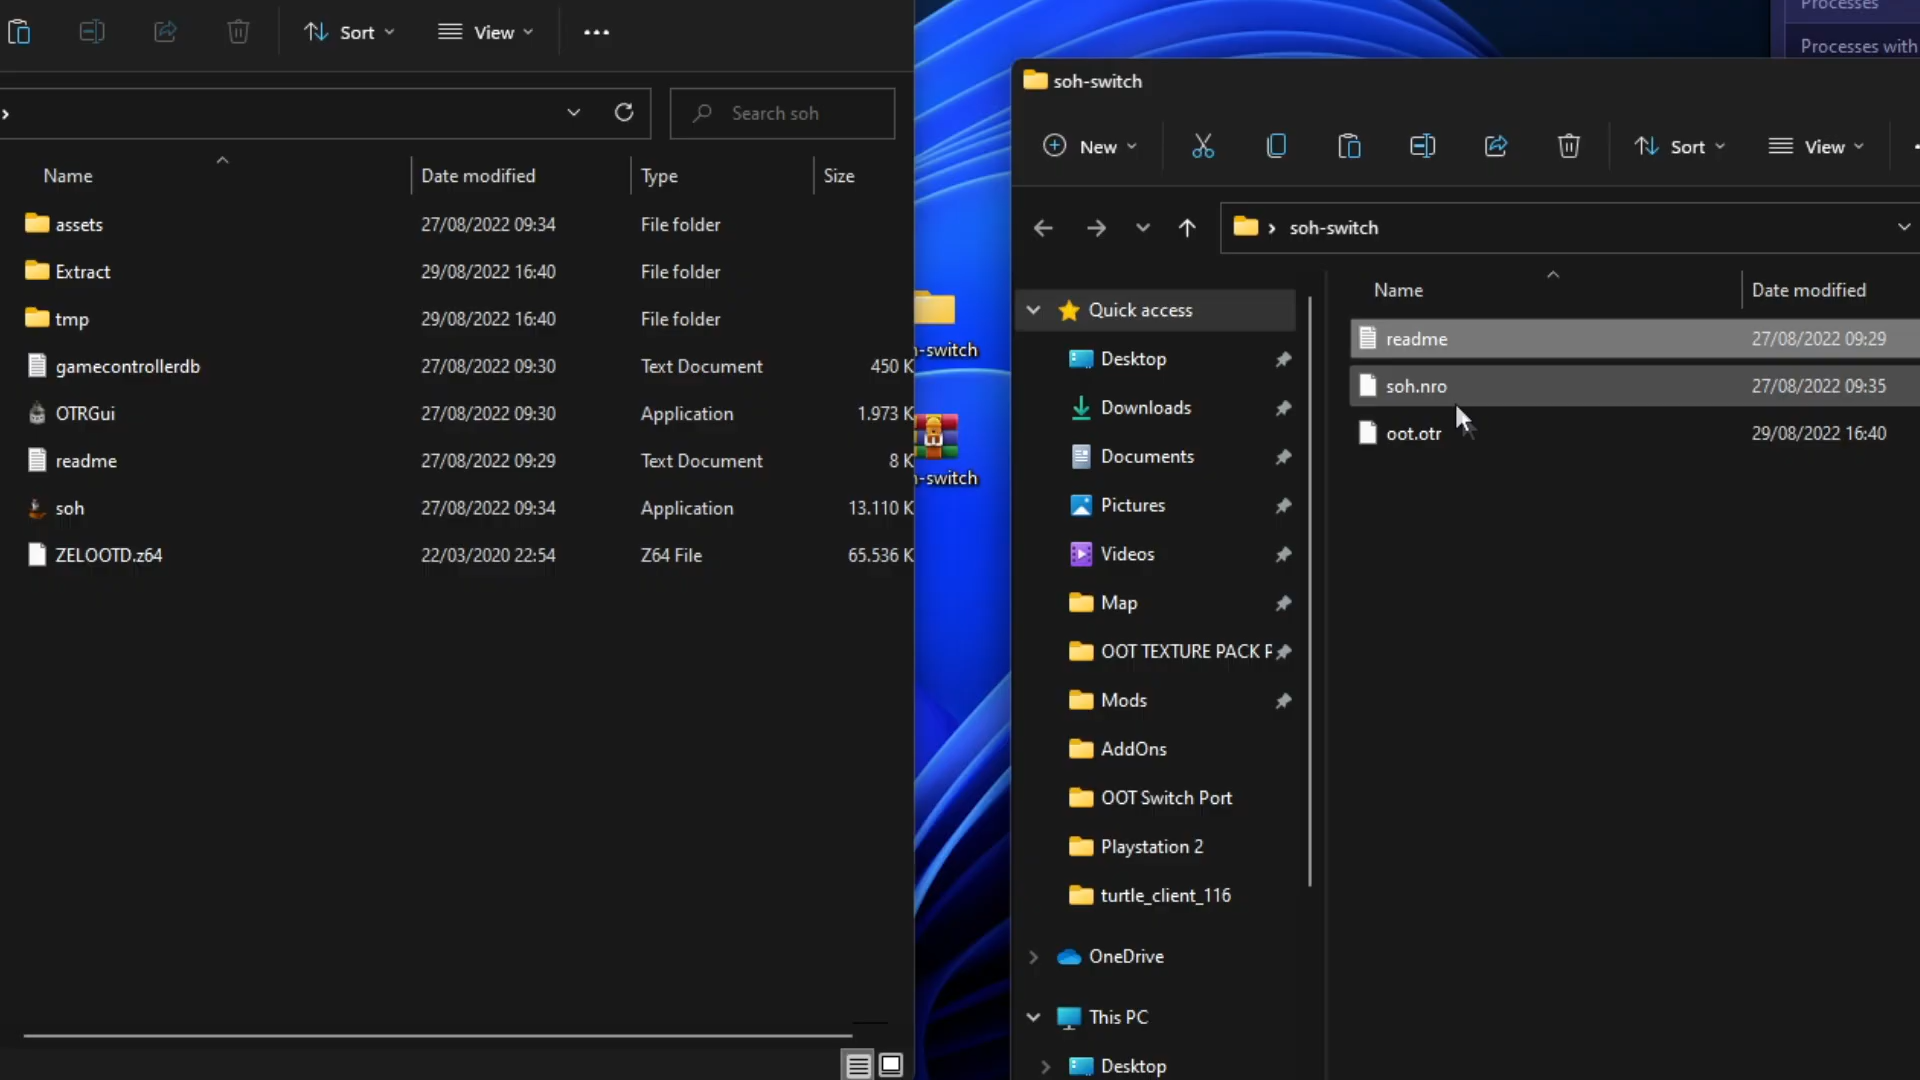 Sort
View
Search soh
Name
Date modified
Type
Size
assets
27/08/2022 09:34
File folder
Extract
29/08/2022 16:40
File folder
tmp
29/08/2022 16:40
File folder
gamecontrollerdb
27/08/2022 09:30
Text Document
450 K
OTRGui
27/08/2022 09:30
Application
1.973 K
readme
27/08/2022 09:29
Text Document
8 K
soh
27/08/2022 09:34
Application
13.110 K
ZELOOTD.z64
22/03/2020 22:54
Z64 File
65.536 K
-switch
-switch
Processes
Processes with
soh-switch
New
Sort
View
soh-switch
Quick access
Desktop
Downloads
Documents
Pictures
Videos
Map
OOT TEXTURE PACK P
Mods
AddOns
OOT Switch Port
Playstation 2
turtle_client_116
OneDrive
This PC
Desktop
Name
Date modified
readme
27/08/2022 09:29
soh.nro
27/08/2022 09:35
oot.otr
29/08/2022 16:40